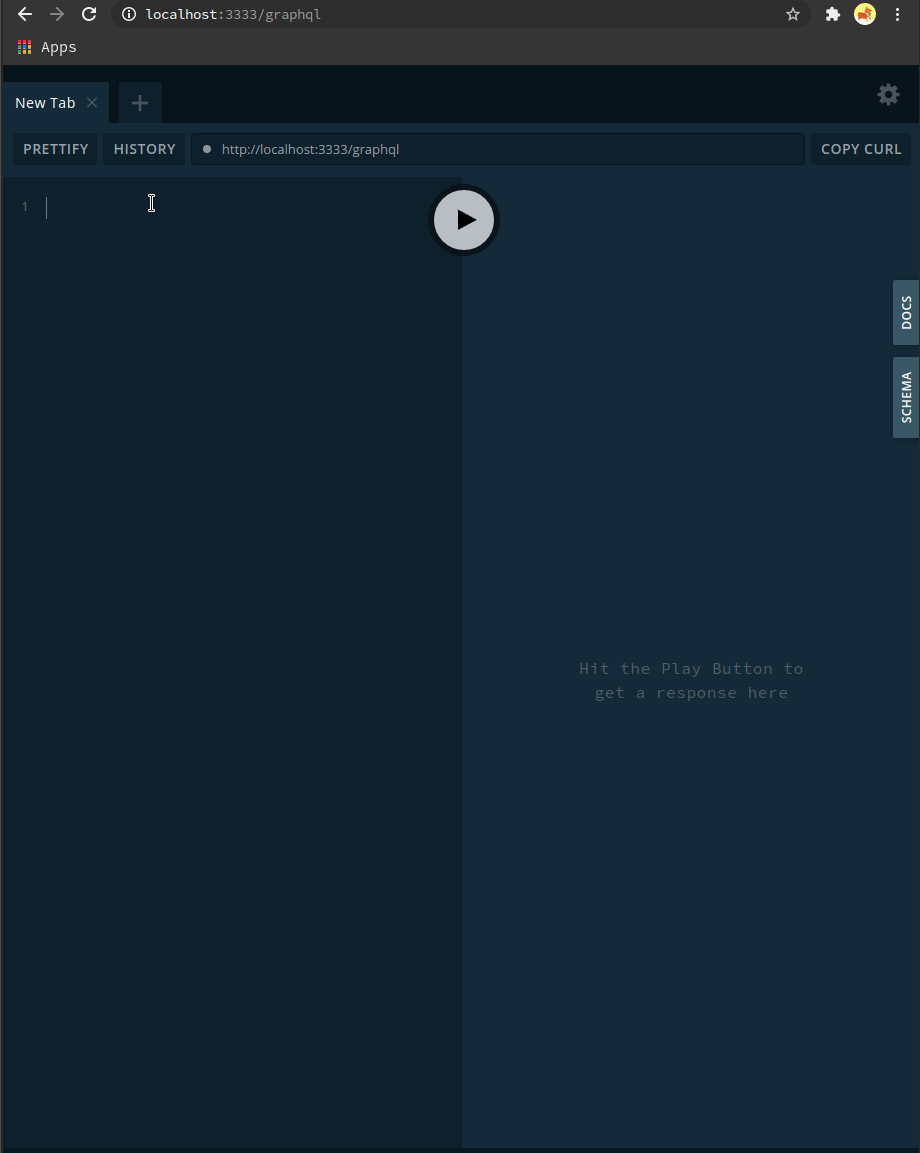 localhost:3333/graphql
Apps
New Tab
PRETTIFY
HISTORY
http://localhost:3333/graphql
COPY CURL
1
DOCS
SCHEMA
Hit the Play Button to
get a response here